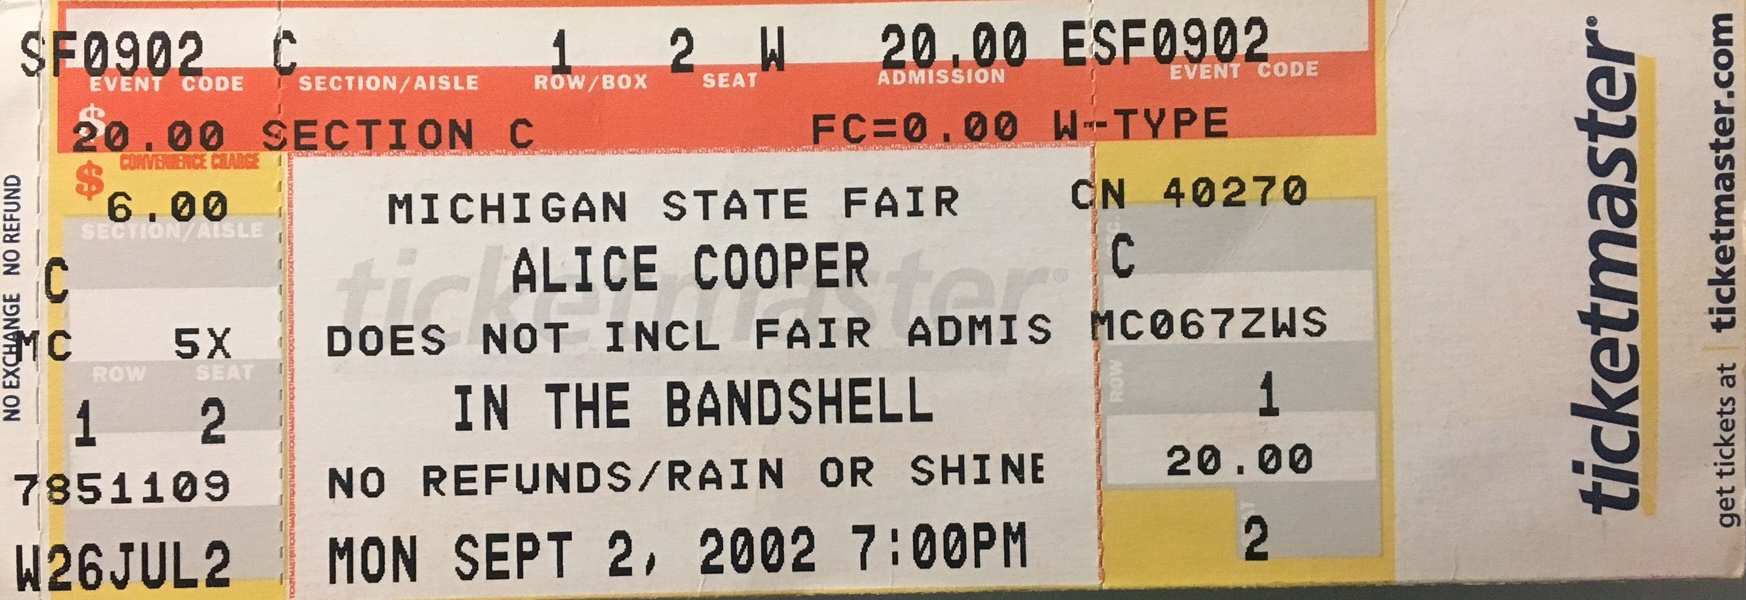 SF0902 C 1 2 W 20.00 ESF0902
EVENT CODE SECTION/AISLE ROW/BOX SEAT ADMISSION EVENT CODE
$ 20.00 SECTION C FC=0.00 W-TYPE
$ CONVENIENCE CHARGE
6.00
SECTION/AISLE
C
MC 5X
ROW SEAT
1 2
7851109
W26JUL2
NO EXCHANGE NO REFUND
MICHIGAN STATE FAIR
ticketmaster
ALICE COOPER
DOES NOT INCL FAIR ADMIS
IN THE BANDSHELL
NO REFUNDS/RAIN OR SHINE
MON SEPT 2, 2002 7:00PM
CN 40270
C
MC067ZWS
ROW
1
20.00
2
ticketmaster
get tickets at | ticketmaster.com